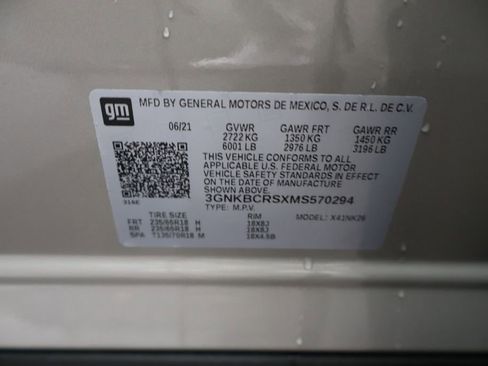 gm
MFD BY GENERAL MOTORS DE MEXICO, S. DE R.L. DE C.V.
06/21 GVWR GAWR FRT GAWR RR
2722 KG 1350 KG 1450 KG
6001 LB 2976 LB 3196 LB
THIS VEHICLE CONFORMS TO ALL
APPLICABLE U.S. FEDERAL MOTOR
VEHICLE SAFETY STANDARDS IN EFFECT
ON THE DATE OF MANUFACTURE
SHOWN ABOVE.
3GNKBCRSXMS570294
TYPE: M.P.V.
TIRE SIZE RIM MODEL: X41NK26
FRT 235/65R18 H 18X8J
RR 235/65R18 H 18X8J
SPA T135/70R18 M 18X4.5B